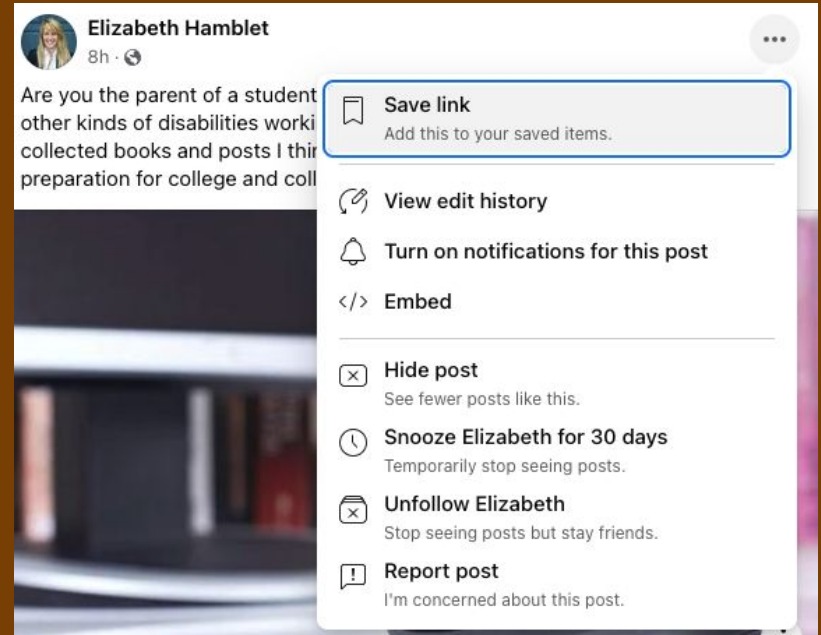 Elizabeth Hamblet
8h ·
Are you the parent of a student
other kinds of disabilities worki
collected books and posts I thin
preparation for college and coll
Save link
Add this to your saved items.
View edit history
Turn on notifications for this post
</> Embed
Hide post
See fewer posts like this.
Snooze Elizabeth for 30 days
Temporarily stop seeing posts.
Unfollow Elizabeth
Stop seeing posts but stay friends.
Report post
I'm concerned about this post.